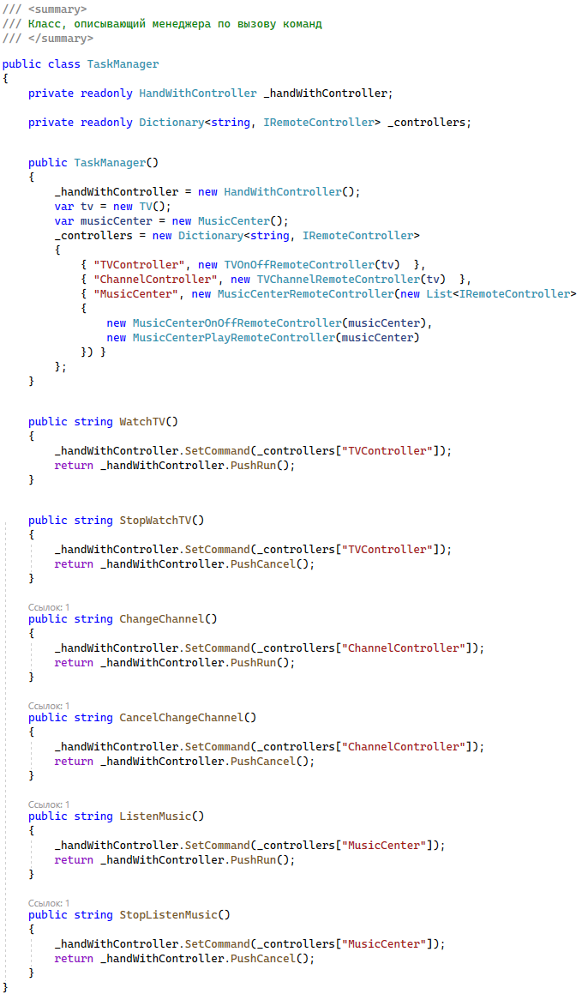 /// <summary>
/// Класс, описывающий менеджера по вызову команд
/// </summary>
public class TaskManager
{
    private readonly HandWithController _handWithController;
    private readonly Dictionary<string, IRemoteController> _controllers;
    public TaskManager()
    {
        _handWithController = new HandWithController();
        var tv = new TV();
        var musicCenter = new MusicCenter();
        _controllers = new Dictionary<string, IRemoteController>
        {
            { "TVController", new TVOnOffRemoteController(tv)  },
            { "ChannelController", new TVChannelRemoteController(tv)  },
            { "MusicCenter", new MusicCenterRemoteController(new List<IRemoteController>
            {
                new MusicCenterOnOffRemoteController(musicCenter),
                new MusicCenterPlayRemoteController(musicCenter)
            }) }
        };
    }
    public string WatchTV()
    {
        _handWithController.SetCommand(_controllers["TVController"]);
        return _handWithController.PushRun();
    }
    public string StopWatchTV()
    {
        _handWithController.SetCommand(_controllers["TVController"]);
        return _handWithController.PushCancel();
    }
    Ссылок: 1
    public string ChangeChannel()
    {
        _handWithController.SetCommand(_controllers["ChannelController"]);
        return _handWithController.PushRun();
    }
    Ссылок: 1
    public string CancelChangeChannel()
    {
        _handWithController.SetCommand(_controllers["ChannelController"]);
        return _handWithController.PushCancel();
    }
    Ссылок: 1
    public string ListenMusic()
    {
        _handWithController.SetCommand(_controllers["MusicCenter"]);
        return _handWithController.PushRun();
    }
    Ссылок: 1
    public string StopListenMusic()
    {
        _handWithController.SetCommand(_controllers["MusicCenter"]);
        return _handWithController.PushCancel();
    }
}